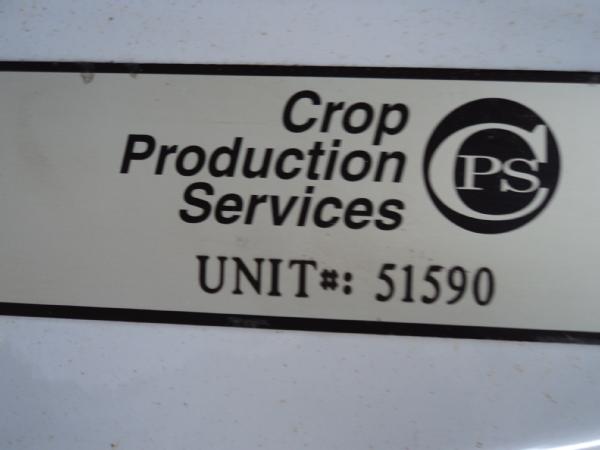 Crop
Production
Services
CPS
UNIT#: 51590